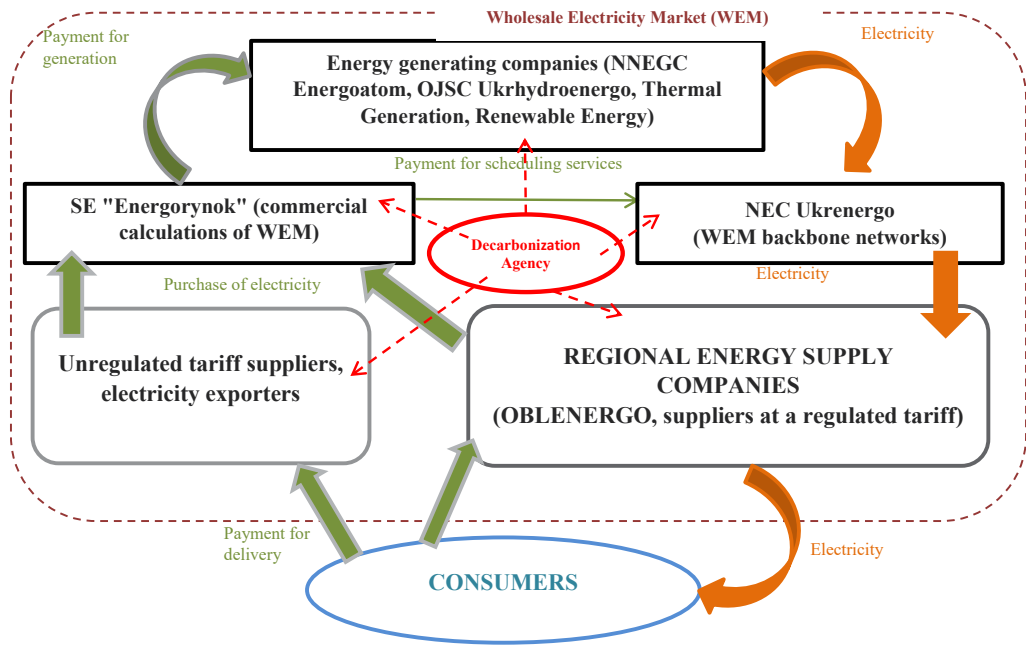 Wholesale Electricity Market (WEM)
Payment for
generation
Electricity
Energy generating companies (NNEGC
Energoatom, OJSC Ukrhydroenergo, Thermal
Generation, Renewable Energy)
Payment for scheduling services
SE "Energorynok" (commercial
calculations of WEM)
NEC Ukrenergo
(WEM backbone networks)
Decarbonization
Agency
Purchase of electricity
Electricity
Unregulated tariff suppliers,
electricity exporters
REGIONAL ENERGY SUPPLY
COMPANIES
(OBLENERGO, suppliers at a regulated tariff)
Payment for
delivery
Electricity
CONSUMERS